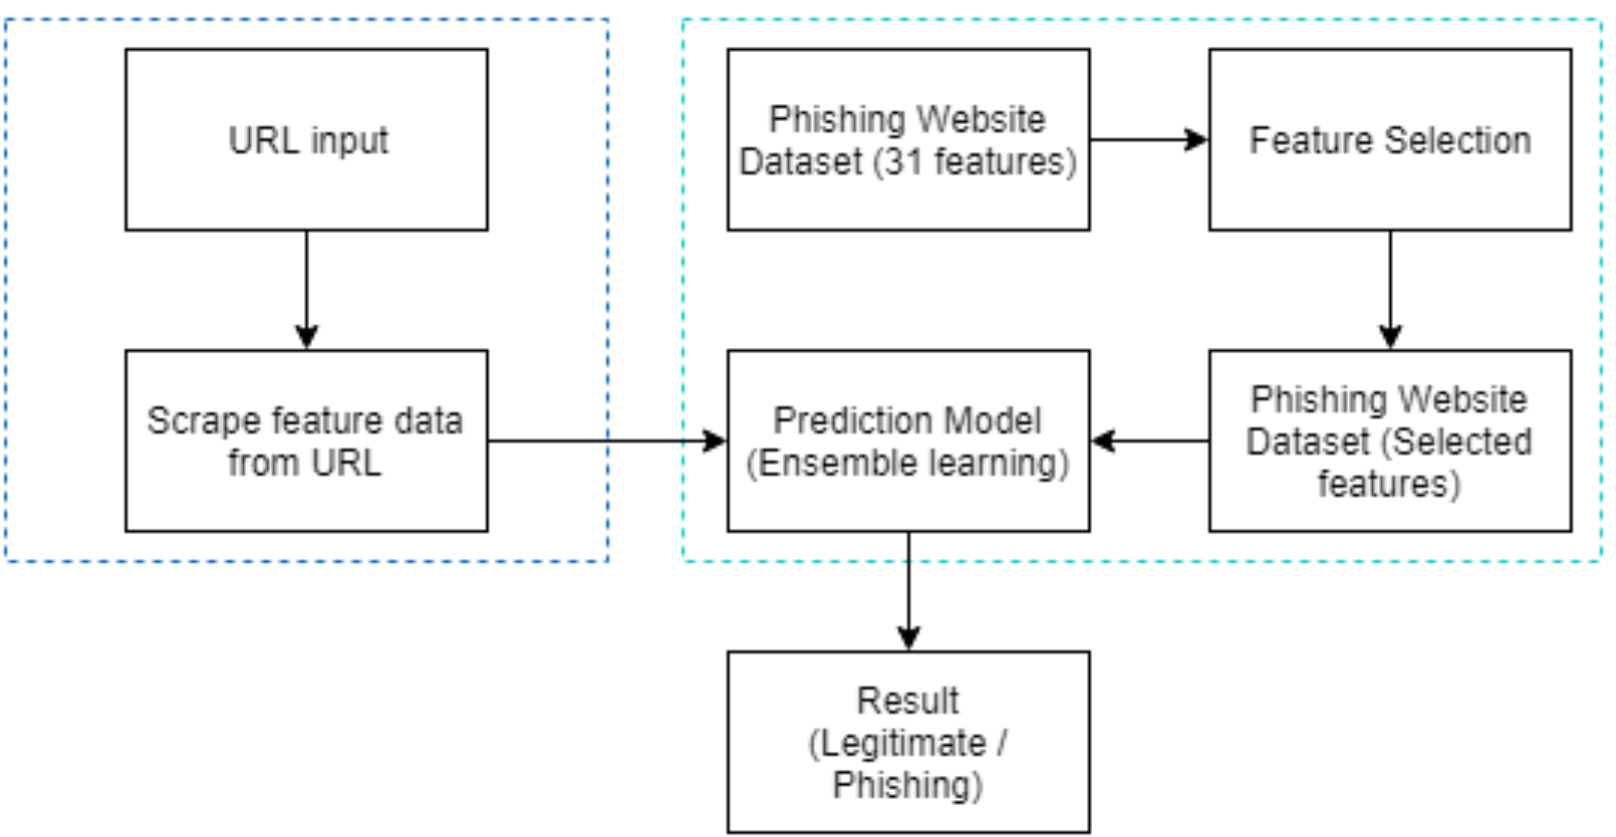 URL input
Phishing Website
Dataset (31 features)
Feature Selection
Scrape feature data
from URL
Prediction Model
(Ensemble learning)
Phishing Website
Dataset (Selected
features)
Result
(Legitimate /
Phishing)